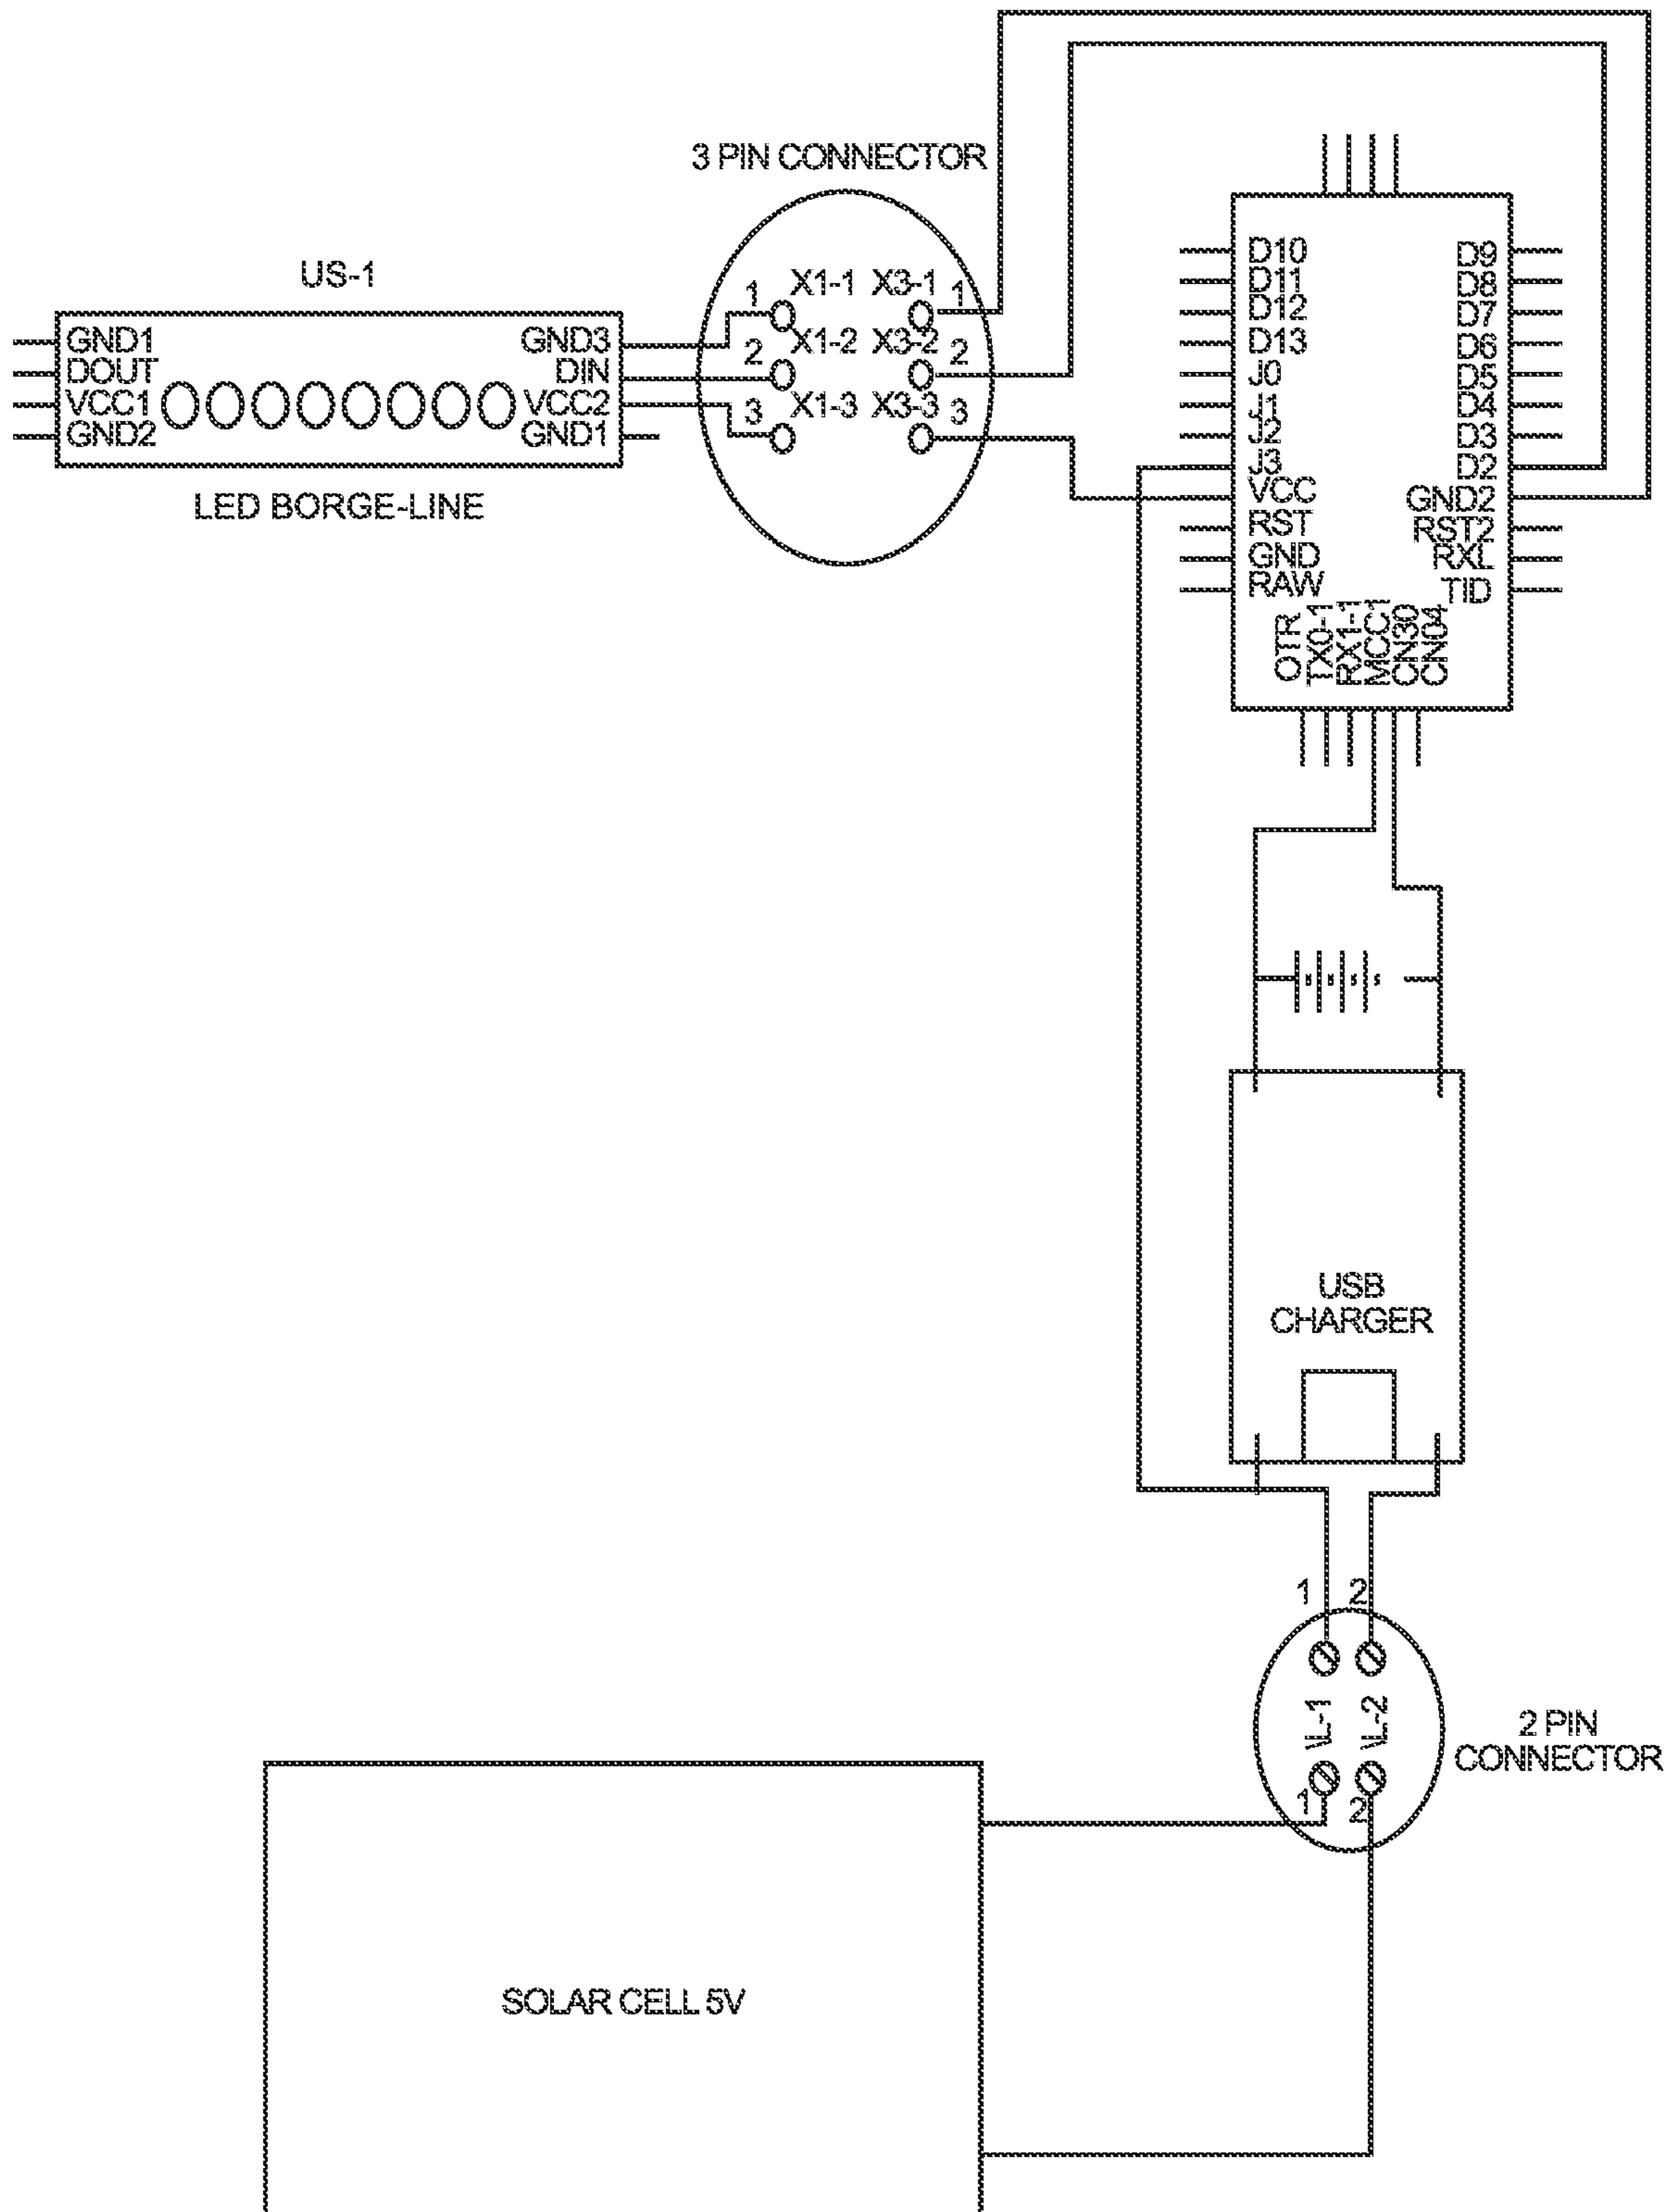 3 PIN CONNECTOR
US-1
GND1
DOUT
VCC1
GND2
GND3
DIN
VCC2
GND1
LED BORGE-LINE
1 X1-1 X3-1 1
2 X1-2 X3-2 2
3 X1-3 X3-3 3
D10
D11
D12
D13
J0
J1
J2
J3
VCC
RST
GND
RAW
D9
D8
D7
D6
D5
D4
D3
D2
GND2
RST2
RXL
TID
OTR
TX0-1
RX1-1
MCC1
CN30
CN04
USB
CHARGER
1 2
VL-1
VL-2
1 2
2 PIN
CONNECTOR
SOLAR CELL 5V